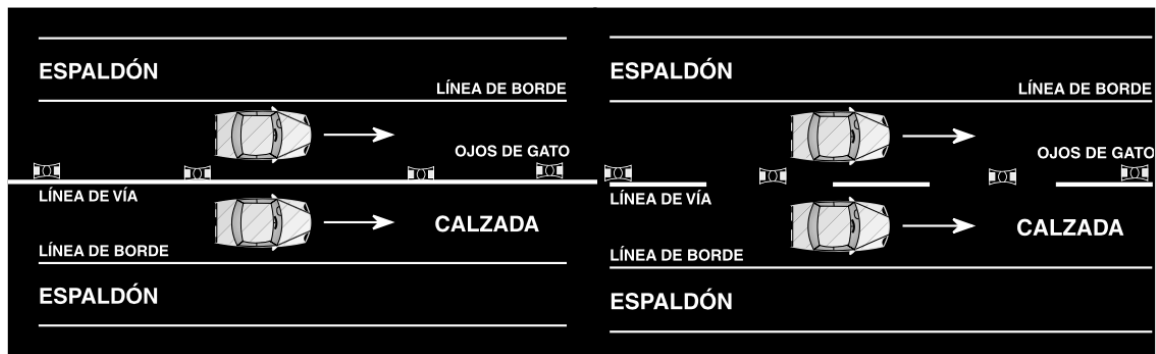 ESPALDÓN
LÍNEA DE BORDE
OJOS DE GATO
LÍNEA DE VÍA
CALZADA
LÍNEA DE BORDE
ESPALDÓN
ESPALDÓN
LÍNEA DE BORDE
OJOS DE GATO
LÍNEA DE VÍA
CALZADA
LÍNEA DE BORDE
ESPALDÓN